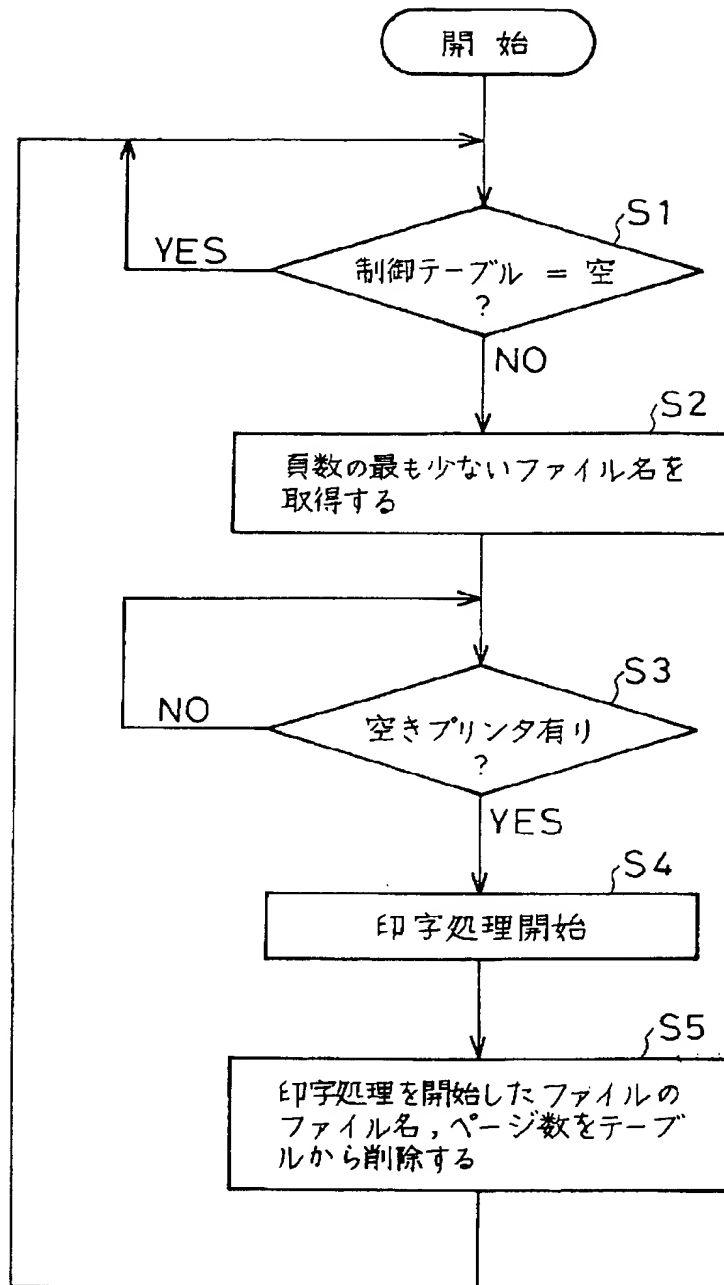 開始
S1
YES
制御テーブル = 空
?
NO
S2
頁数の最も少ないファイル名を
取得する
S3
NO
空きプリンタ有り
?
YES
S4
印字処理開始
S5
印字処理を開始したファイルの
ファイル名,ページ数をテーブ
ルから削除する